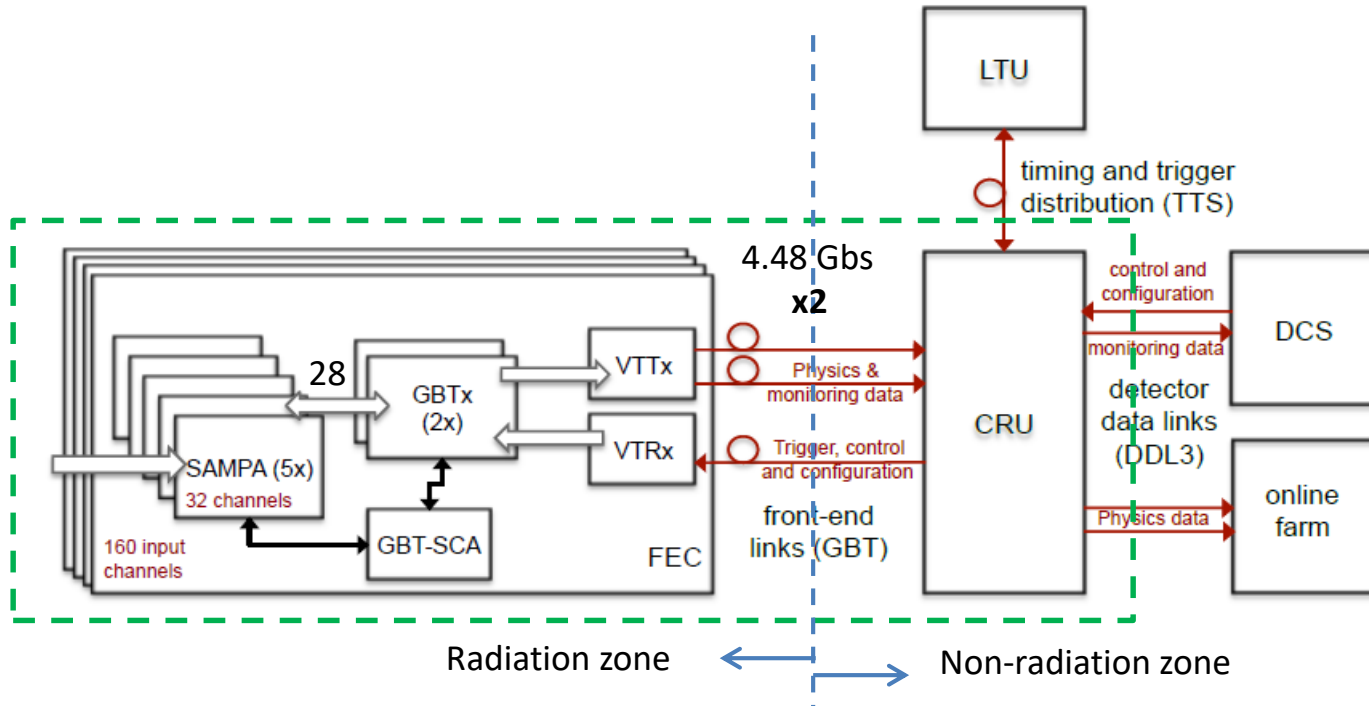 LTU
timing and trigger
distribution (TTS)
4.48 Gbs
x2
control and
configuration
monitoring data
DCS
detector
data links
(DDL3)
28
GBTx
(2x)
VTTx
Physics &
monitoring data
CRU
VTRx
Trigger, control
and configuration
SAMPA (5x)
32 channels
GBT-SCA
160 input
channels
FEC
front-end
links (GBT)
Physics data
online
farm
Radiation zone
Non-radiation zone